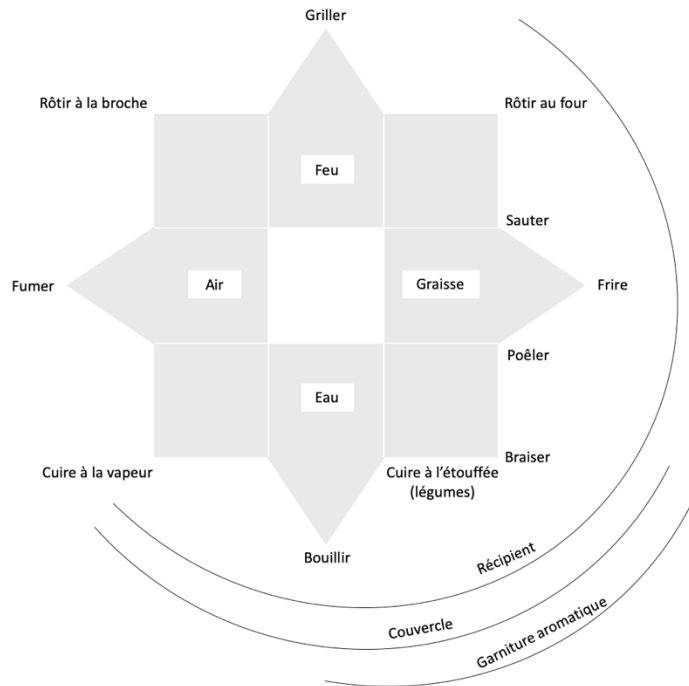 Griller
Rôtir à la broche
Rôtir au four
Feu
Sauter
Fumer
Air
Graisse
Frire
Poêler
Eau
Cuire à la vapeur
Cuire à l’étouffée
(légumes)
Braiser
Bouillir
Récipient
Couvercle
Garniture aromatique